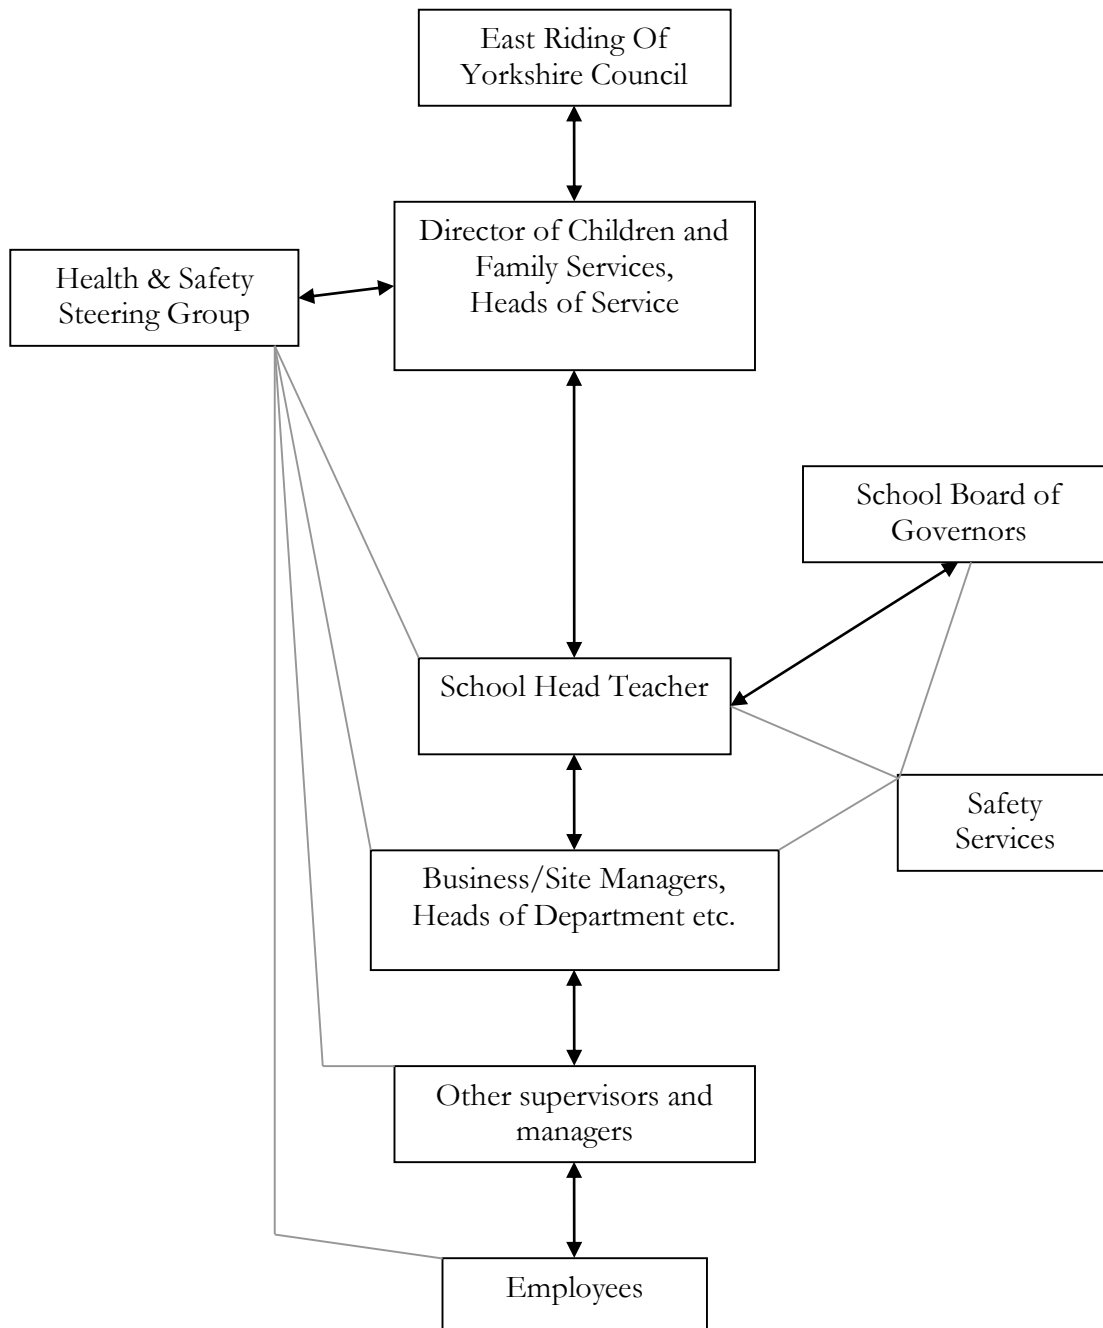 East Riding Of
Yorkshire Council
Director of Children and
Family Services,
Heads of Service
Health & Safety
Steering Group
School Board of
Governors
School Head Teacher
Safety
Services
Business/Site Managers,
Heads of Department etc.
Other supervisors and
managers
Employees